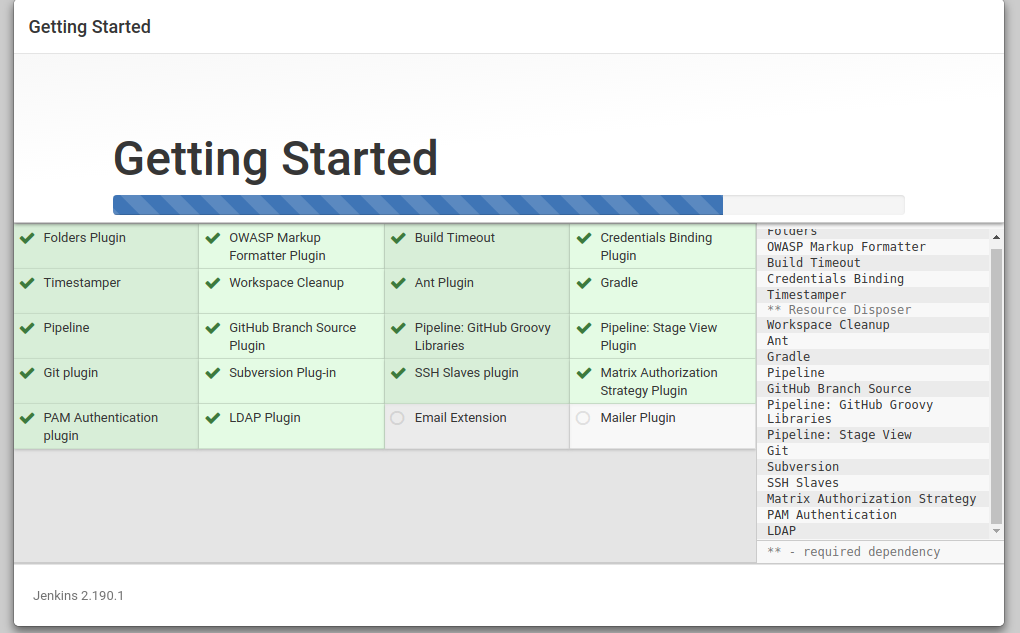 Getting Started
Getting Started
Folders Plugin
OWASP Markup
Formatter Plugin
Build Timeout
Credentials Binding
Plugin
Timestamper
Workspace Cleanup
Ant Plugin
Gradle
Pipeline
GitHub Branch Source
Plugin
Pipeline: GitHub Groovy
Libraries
Pipeline: Stage View
Plugin
Git plugin
Subversion Plug-in
SSH Slaves plugin
Matrix Authorization
Strategy Plugin
PAM Authentication
plugin
LDAP Plugin
Email Extension
Mailer Plugin
Folders
OWASP Markup Formatter
Build Timeout
Credentials Binding
Timestamper
** Resource Disposer
Workspace Cleanup
Ant
Gradle
Pipeline
GitHub Branch Source
Pipeline: GitHub Groovy
Libraries
Pipeline: Stage View
Git
Subversion
SSH Slaves
Matrix Authorization Strategy
PAM Authentication
LDAP
** - required dependency
Jenkins 2.190.1